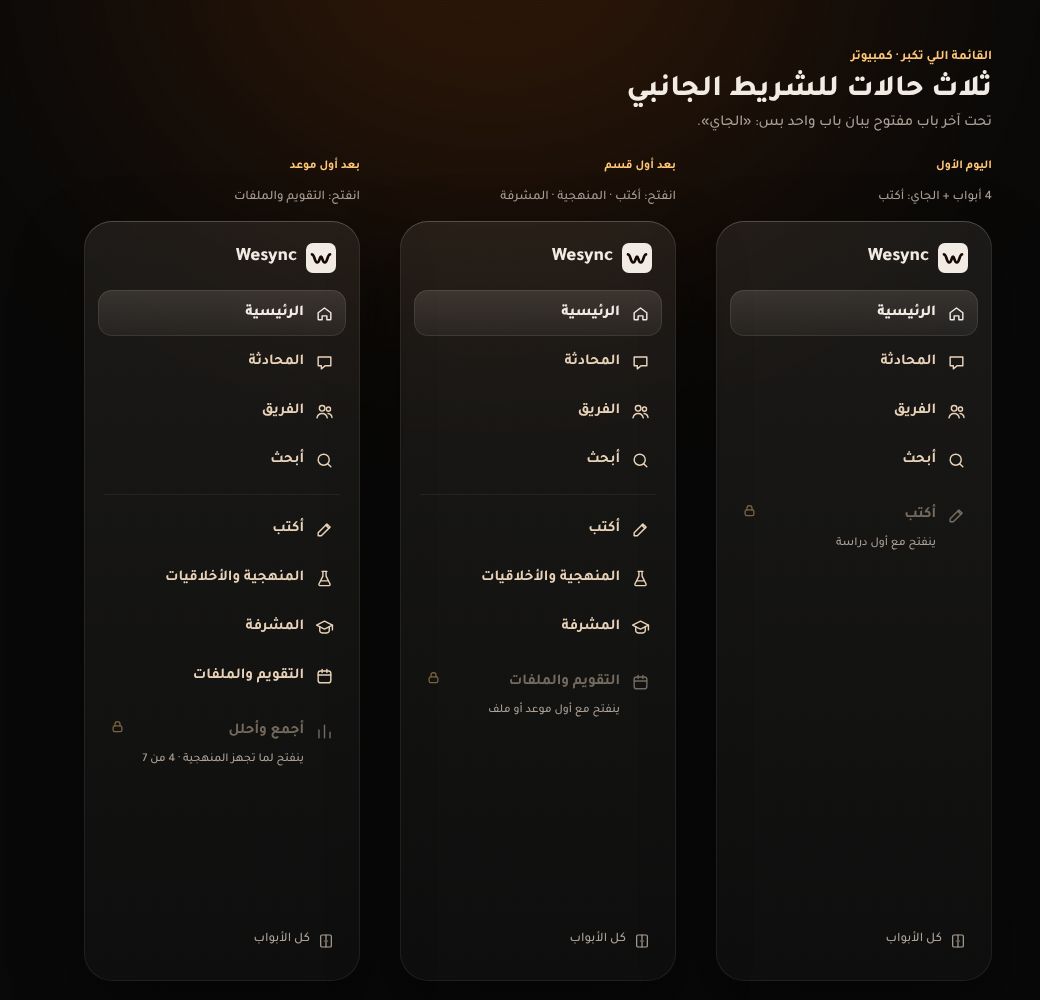 القائمة اللي تكبر · كمبيوتر
ثلاث حالات للشريط الجانبي
تحت آخر باب مفتوح يبان باب واحد بس: «الجاي».
اليوم الأول
4 أبواب + الجاي: أكتب
Wesync
الرئيسية
المحادثة
الفريق
أبحث
أكتب
ينفتح مع أول دراسة
كل الأبواب
بعد أول قسم
انفتح: أكتب · المنهجية · المشرفة
Wesync
الرئيسية
المحادثة
الفريق
أبحث
أكتب
المنهجية والأخلاقيات
المشرفة
التقويم والملفات
ينفتح مع أول موعد أو ملف
كل الأبواب
بعد أول موعد
انفتح: التقويم والملفات
Wesync
الرئيسية
المحادثة
الفريق
أبحث
أكتب
المنهجية والأخلاقيات
المشرفة
التقويم والملفات
أجمع وأحلل
ينفتح لما تجهز المنهجية · 4 من 7
كل الأبواب